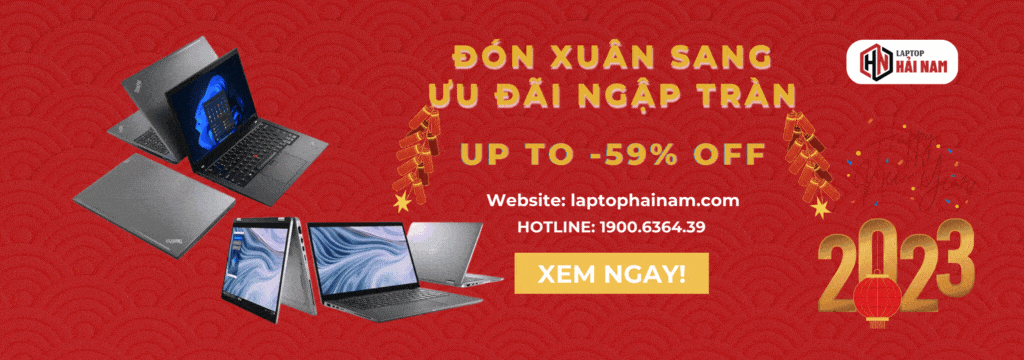 ĐÓN XUÂN SANG
ƯU ĐÃI NGẬP TRÀN
UP TO -59% OFF
Website: laptophainam.com
HOTLINE: 1900.6364.39
XEM NGAY!
HN
LAPTOP
HẢI NAM
2023